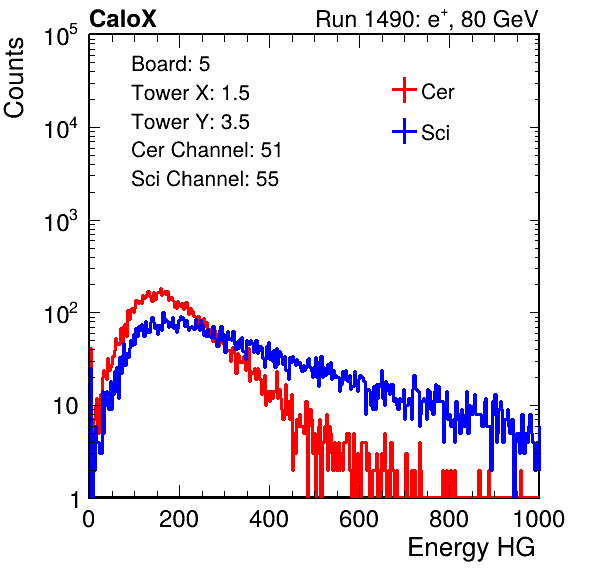 CaloX Run 1490: e⁺, 80 GeV
Counts
10⁵
10⁴
10³
10²
10
1
Board: 5
Tower X: 1.5
Tower Y: 3.5
Cer Channel: 51
Sci Channel: 55
Cer
Sci
0 200 400 600 800 1000
Energy HG